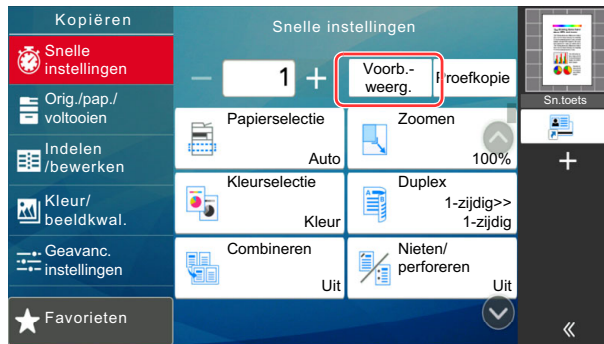 Kopiëren
Snelle
instellingen
Orig./pap./
voltooien
Indelen
/bewerken
Kleur/
beeldkwal.
Geavanc.
instellingen
Favorieten
Snelle instellingen
1
Voorb.-
weerg.
Proefkopie
Papierselectie
Auto
Zoomen
100%
Kleurselectie
Kleur
Duplex
1-zijdig>>
1-zijdig
Combineren
Uit
Nieten/
perforeren
Uit
Sn.toets